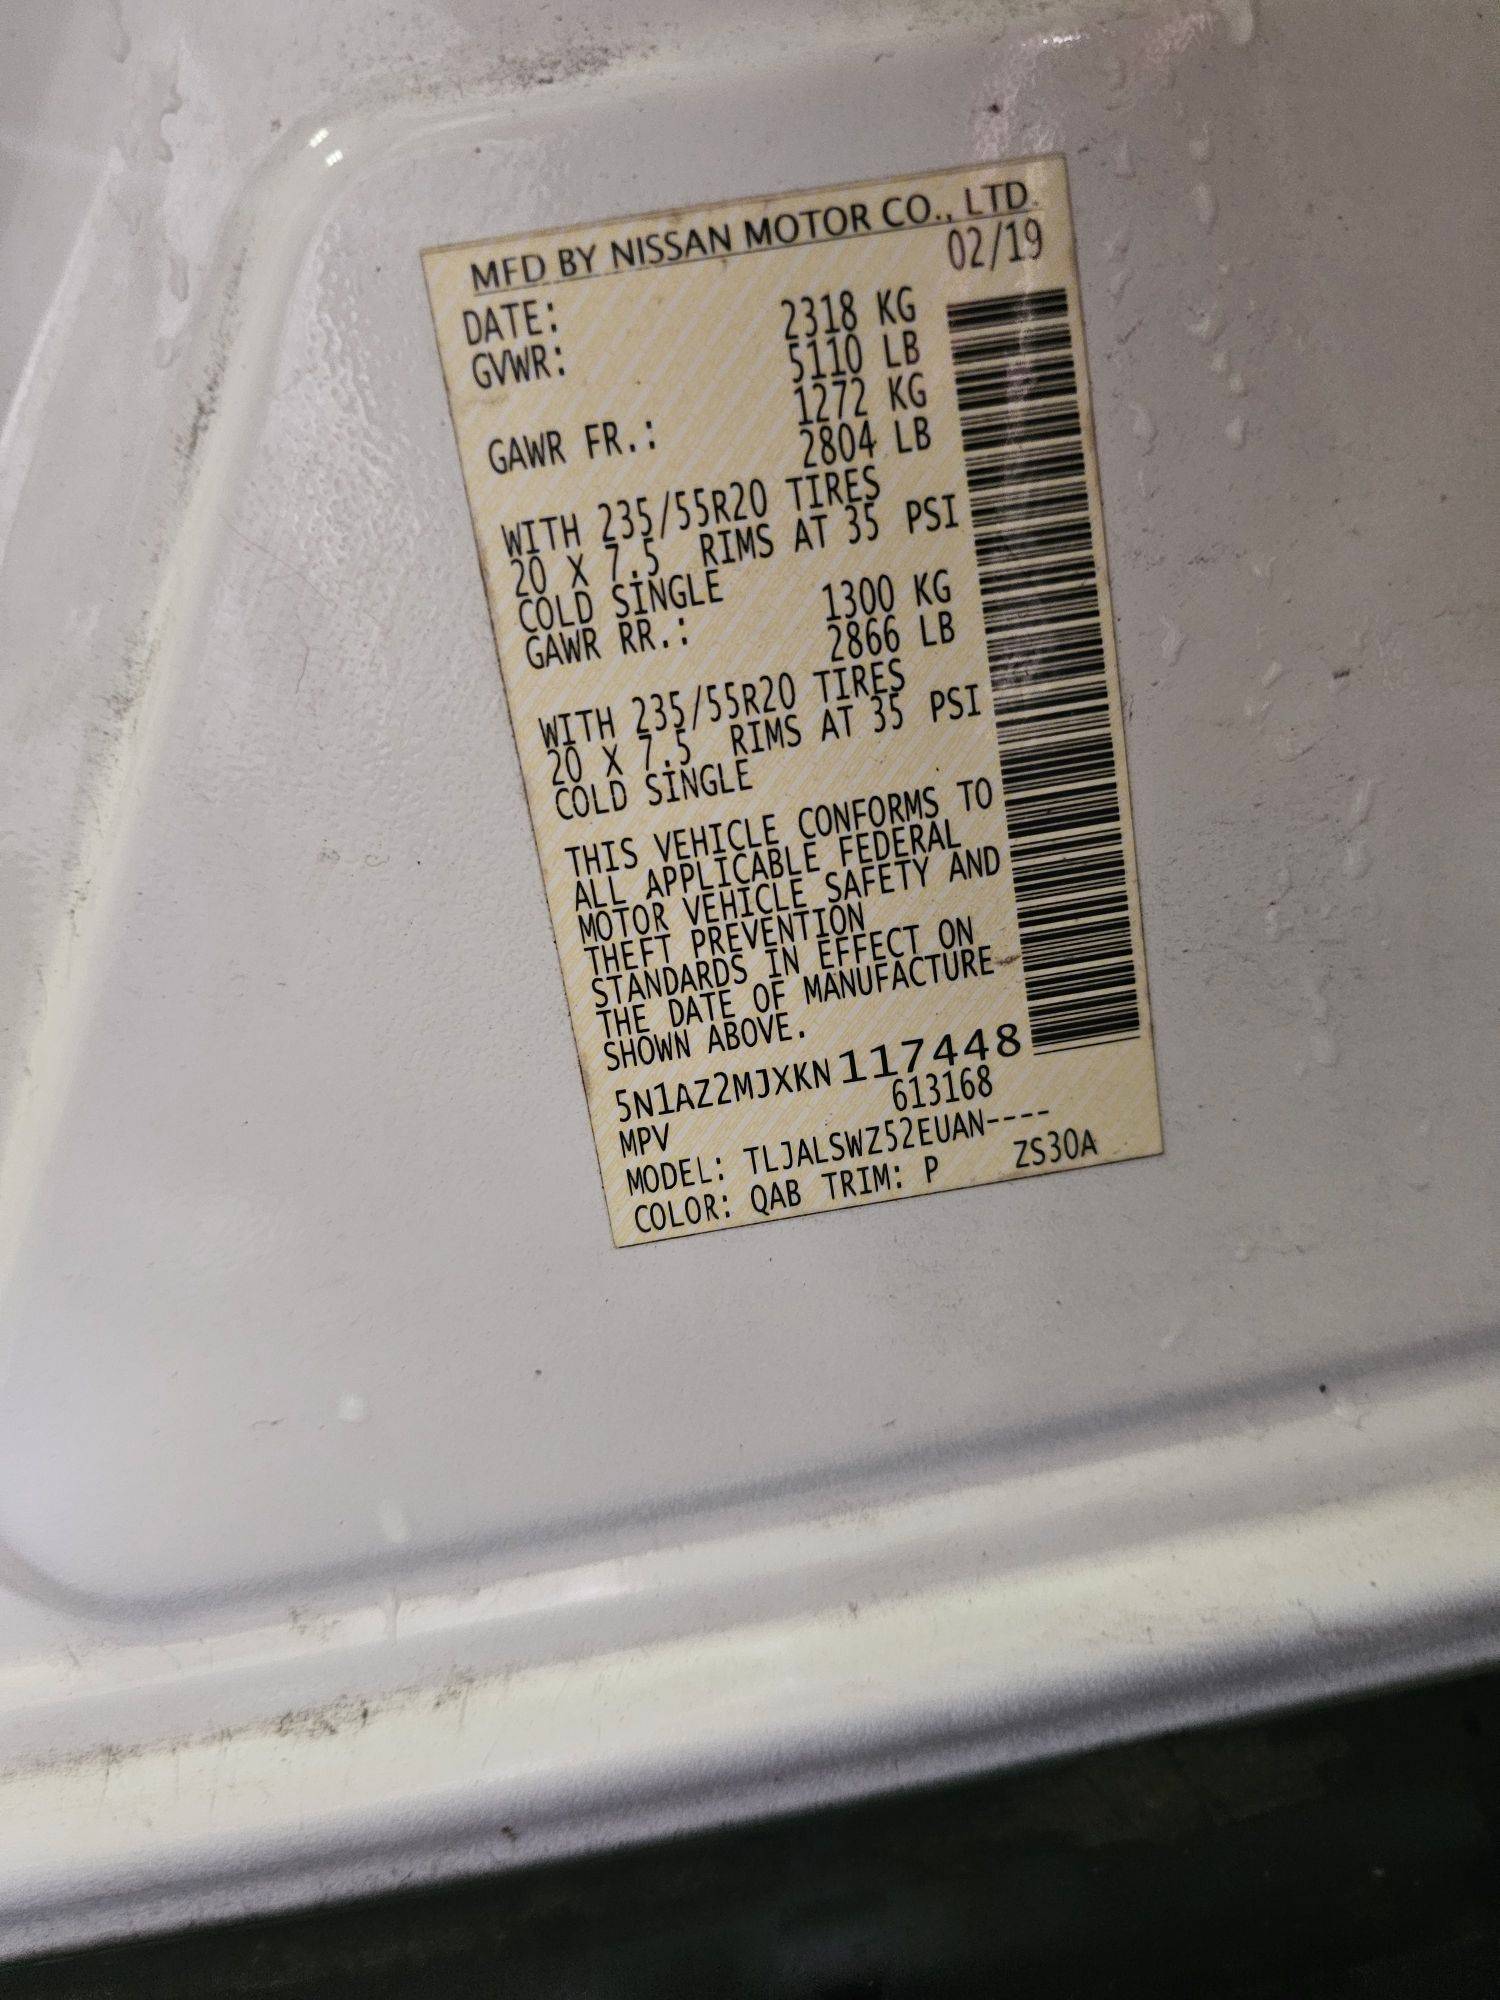 MFD BY NISSAN MOTOR CO., LTD.
DATE: 02/19
GVWR: 2318 KG
5110 LB
GAWR FR.: 1272 KG
2804 LB
WITH 235/55R20 TIRES
20 X 7.5 RIMS AT 35 PSI
COLD SINGLE
GAWR RR.: 1300 KG
2866 LB
WITH 235/55R20 TIRES
20 X 7.5 RIMS AT 35 PSI
COLD SINGLE
THIS VEHICLE CONFORMS TO
ALL APPLICABLE FEDERAL
MOTOR VEHICLE SAFETY AND
THEFT PREVENTION
STANDARDS IN EFFECT ON
THE DATE OF MANUFACTURE
SHOWN ABOVE.
5N1AZ2MJXKN117448
MPV 613168
MODEL: TLJALSWZ52EUAN----
COLOR: QAB TRIM: P ZS30A